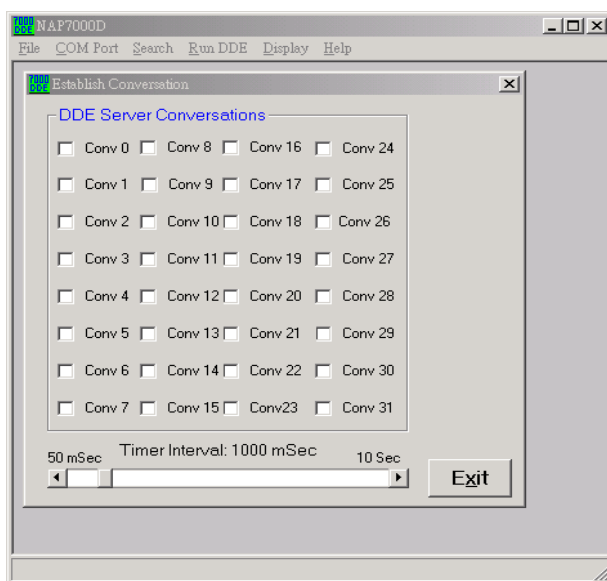 7000 DDE NAP7000D
File COM Port Search Run DDE Display Help
7000 DDE Establish Conversation
DDE Server Conversations
Conv 0 Conv 8 Conv 16 Conv 24
Conv 1 Conv 9 Conv 17 Conv 25
Conv 2 Conv 10 Conv 18 Conv 26
Conv 3 Conv 11 Conv 19 Conv 27
Conv 4 Conv 12 Conv 20 Conv 28
Conv 5 Conv 13 Conv 21 Conv 29
Conv 6 Conv 14 Conv 22 Conv 30
Conv 7 Conv 15 Conv23 Conv 31
50 mSec Timer Interval: 1000 mSec 10 Sec
Exit